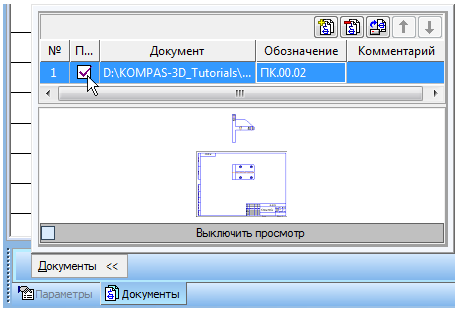 № П... Документ Обозначение Комментарий
1 D:\KOMPAS-3D_Tutorials\... ПК.00.02
Выключить просмотр
Документы <<
Параметры Документы